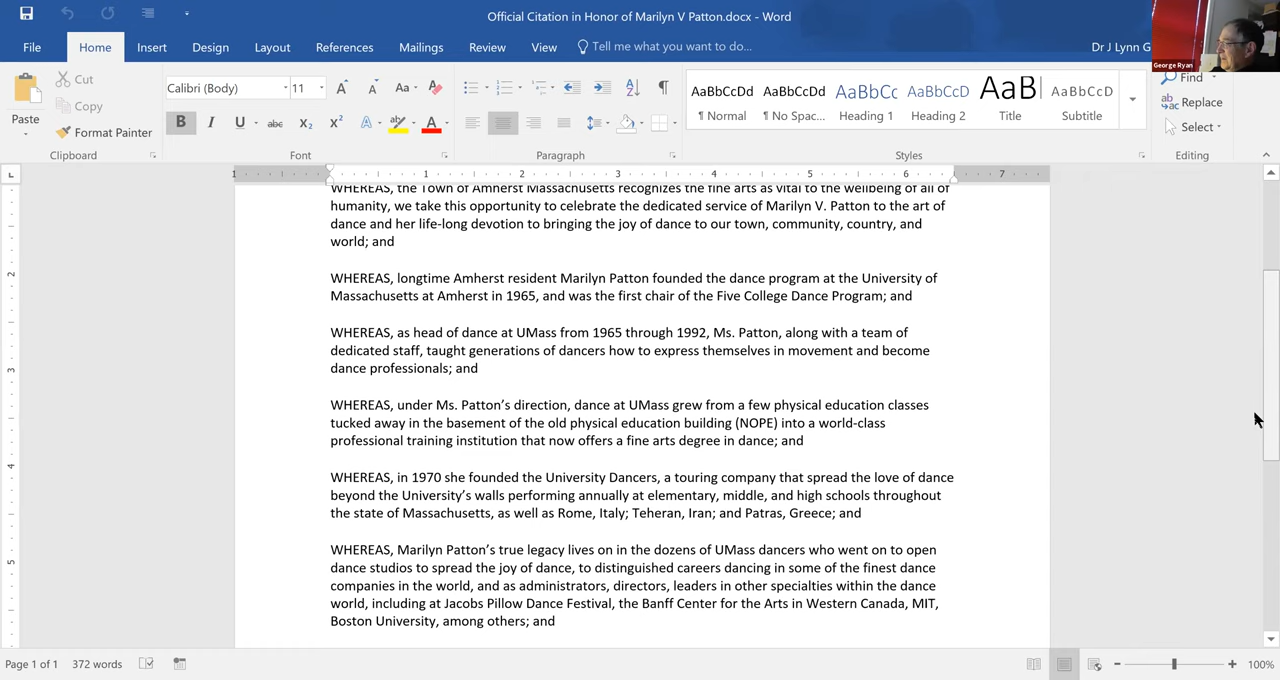 Official Citation in Honor of Marilyn V Patton.docx - Word
File Home Insert Design Layout References Mailings Review View Tell me what you want to do... Dr J Lynn G
George Ryan
Paste
Cut
Copy
Format Painter
Clipboard
Calibri (Body) 11
Font
Paragraph
AaBbCcDd AaBbCcDd AaBbCc AaBbCcD AaB AaBbCcD
¶ Normal ¶ No Spac... Heading 1 Heading 2 Title Subtitle
Styles
Find
Replace
Select
Editing
1 1 2 3 4 5 6 7
WHEREAS, the Town of Amherst Massachusetts recognizes the fine arts as vital to the wellbeing of all of
humanity, we take this opportunity to celebrate the dedicated service of Marilyn V. Patton to the art of
dance and her life-long devotion to bringing the joy of dance to our town, community, country, and
world; and
WHEREAS, longtime Amherst resident Marilyn Patton founded the dance program at the University of
Massachusetts at Amherst in 1965, and was the first chair of the Five College Dance Program; and
WHEREAS, as head of dance at UMass from 1965 through 1992, Ms. Patton, along with a team of
dedicated staff, taught generations of dancers how to express themselves in movement and become
dance professionals; and
WHEREAS, under Ms. Patton's direction, dance at UMass grew from a few physical education classes
tucked away in the basement of the old physical education building (NOPE) into a world-class
professional training institution that now offers a fine arts degree in dance; and
WHEREAS, in 1970 she founded the University Dancers, a touring company that spread the love of dance
beyond the University's walls performing annually at elementary, middle, and high schools throughout
the state of Massachusetts, as well as Rome, Italy; Teheran, Iran; and Patras, Greece; and
WHEREAS, Marilyn Patton's true legacy lives on in the dozens of UMass dancers who went on to open
dance studios to spread the joy of dance, to distinguished careers dancing in some of the finest dance
companies in the world, and as administrators, directors, leaders in other specialties within the dance
world, including at Jacobs Pillow Dance Festival, the Banff Center for the Arts in Western Canada, MIT,
Boston University, among others; and
Page 1 of 1 372 words 100%